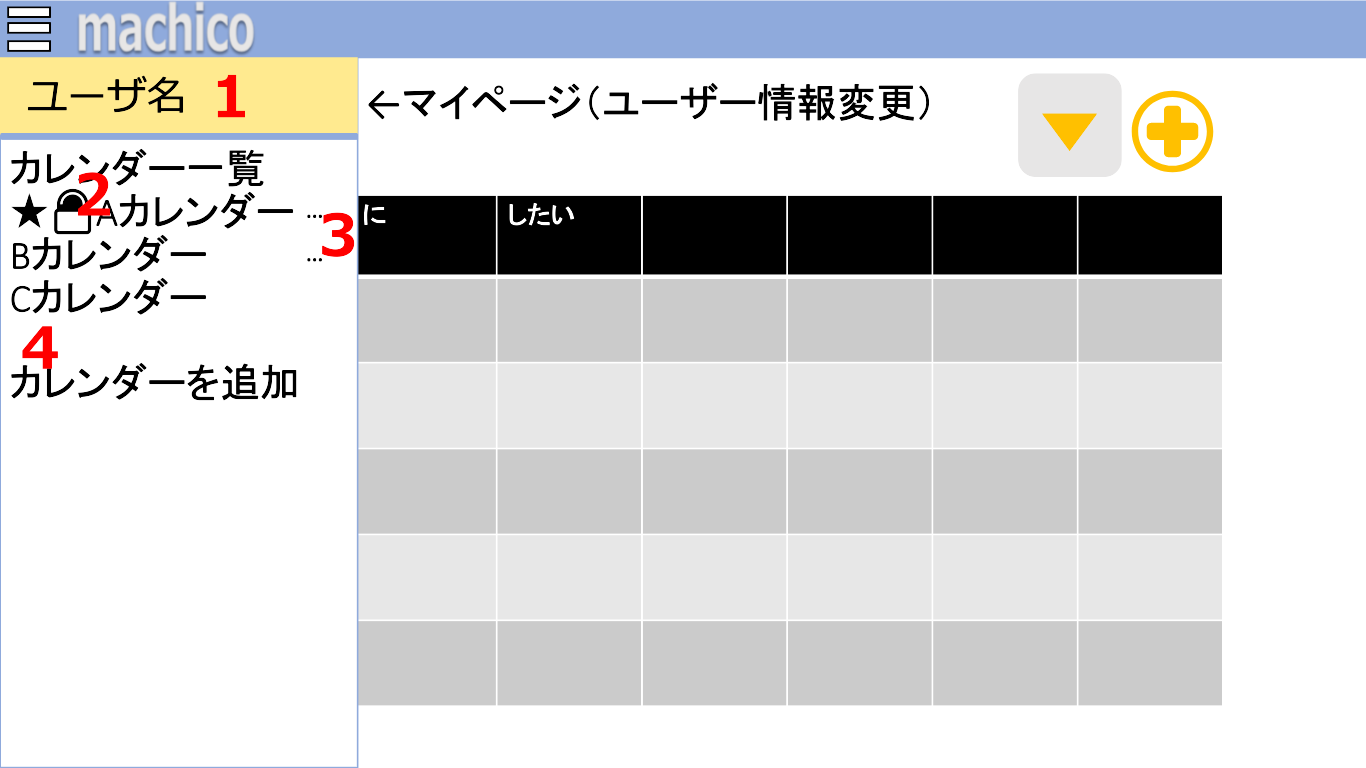 machico
ユーザ名 1
←マイページ（ユーザー情報変更）
カレンダー一覧
2
★Aカレンダー ...
3
に したい
Bカレンダー ...
Cカレンダー
4
カレンダーを追加